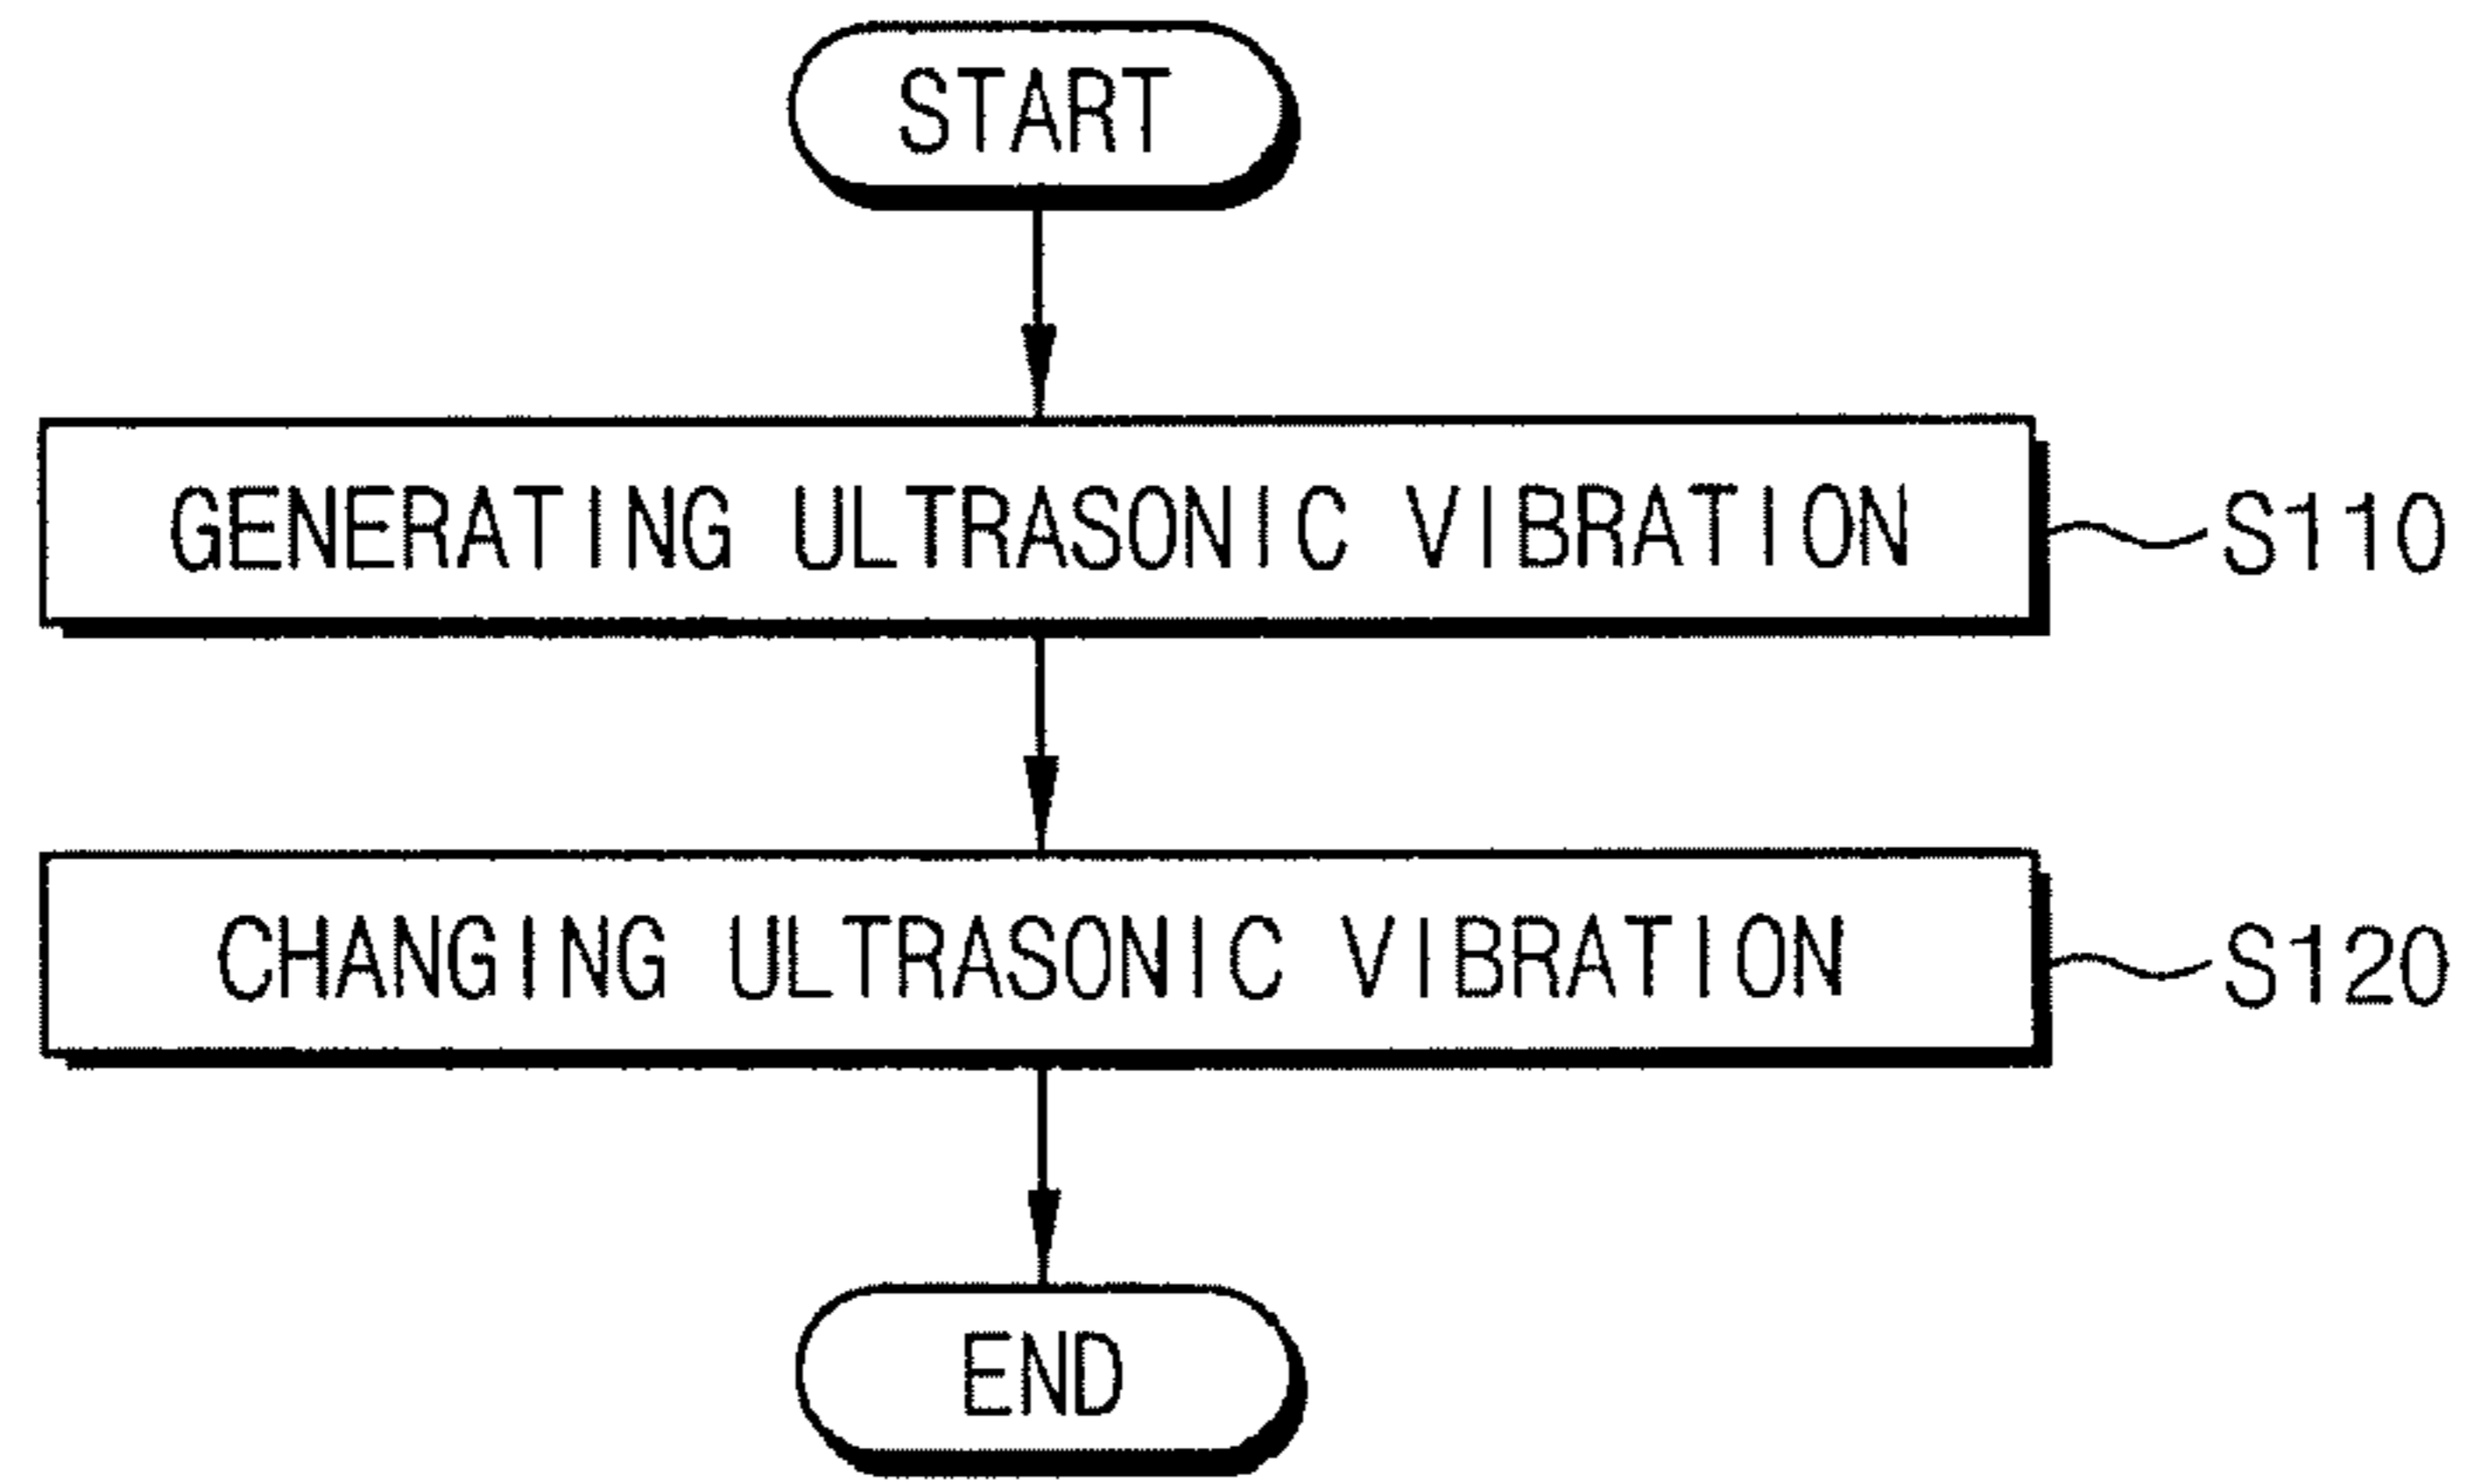 START
GENERATING ULTRASONIC VIBRATION S110
CHANGING ULTRASONIC VIBRATION S120
END